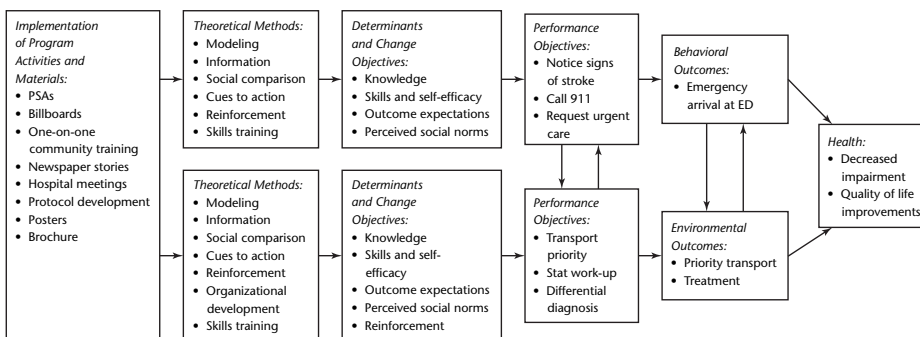 Implementation
of Program
Activities and
Materials:
• PSAs
• Billboards
• One-on-one
community training
• Newspaper stories
• Hospital meetings
• Protocol development
• Posters
• Brochure
Theoretical Methods:
• Modeling
• Information
• Social comparison
• Cues to action
• Reinforcement
• Skills training
Determinants
and Change
Objectives:
• Knowledge
• Skills and self-efficacy
• Outcome expectations
• Perceived social norms
Performance
Objectives:
• Notice signs
of stroke
• Call 911
• Request urgent
care
Behavioral
Outcomes:
• Emergency
arrival at ED
Health:
• Decreased
impairment
• Quality of life
improvements
Theoretical Methods:
• Modeling
• Information
• Social comparison
• Cues to action
• Reinforcement
• Organizational
development
• Skills training
Determinants
and Change
Objectives:
• Knowledge
• Skills and self-
efficacy
• Outcome expectations
• Perceived social norms
• Reinforcement
Performance
Objectives:
• Transport
priority
• Stat work-up
• Differential
diagnosis
Environmental
Outcomes:
• Priority transport
• Treatment